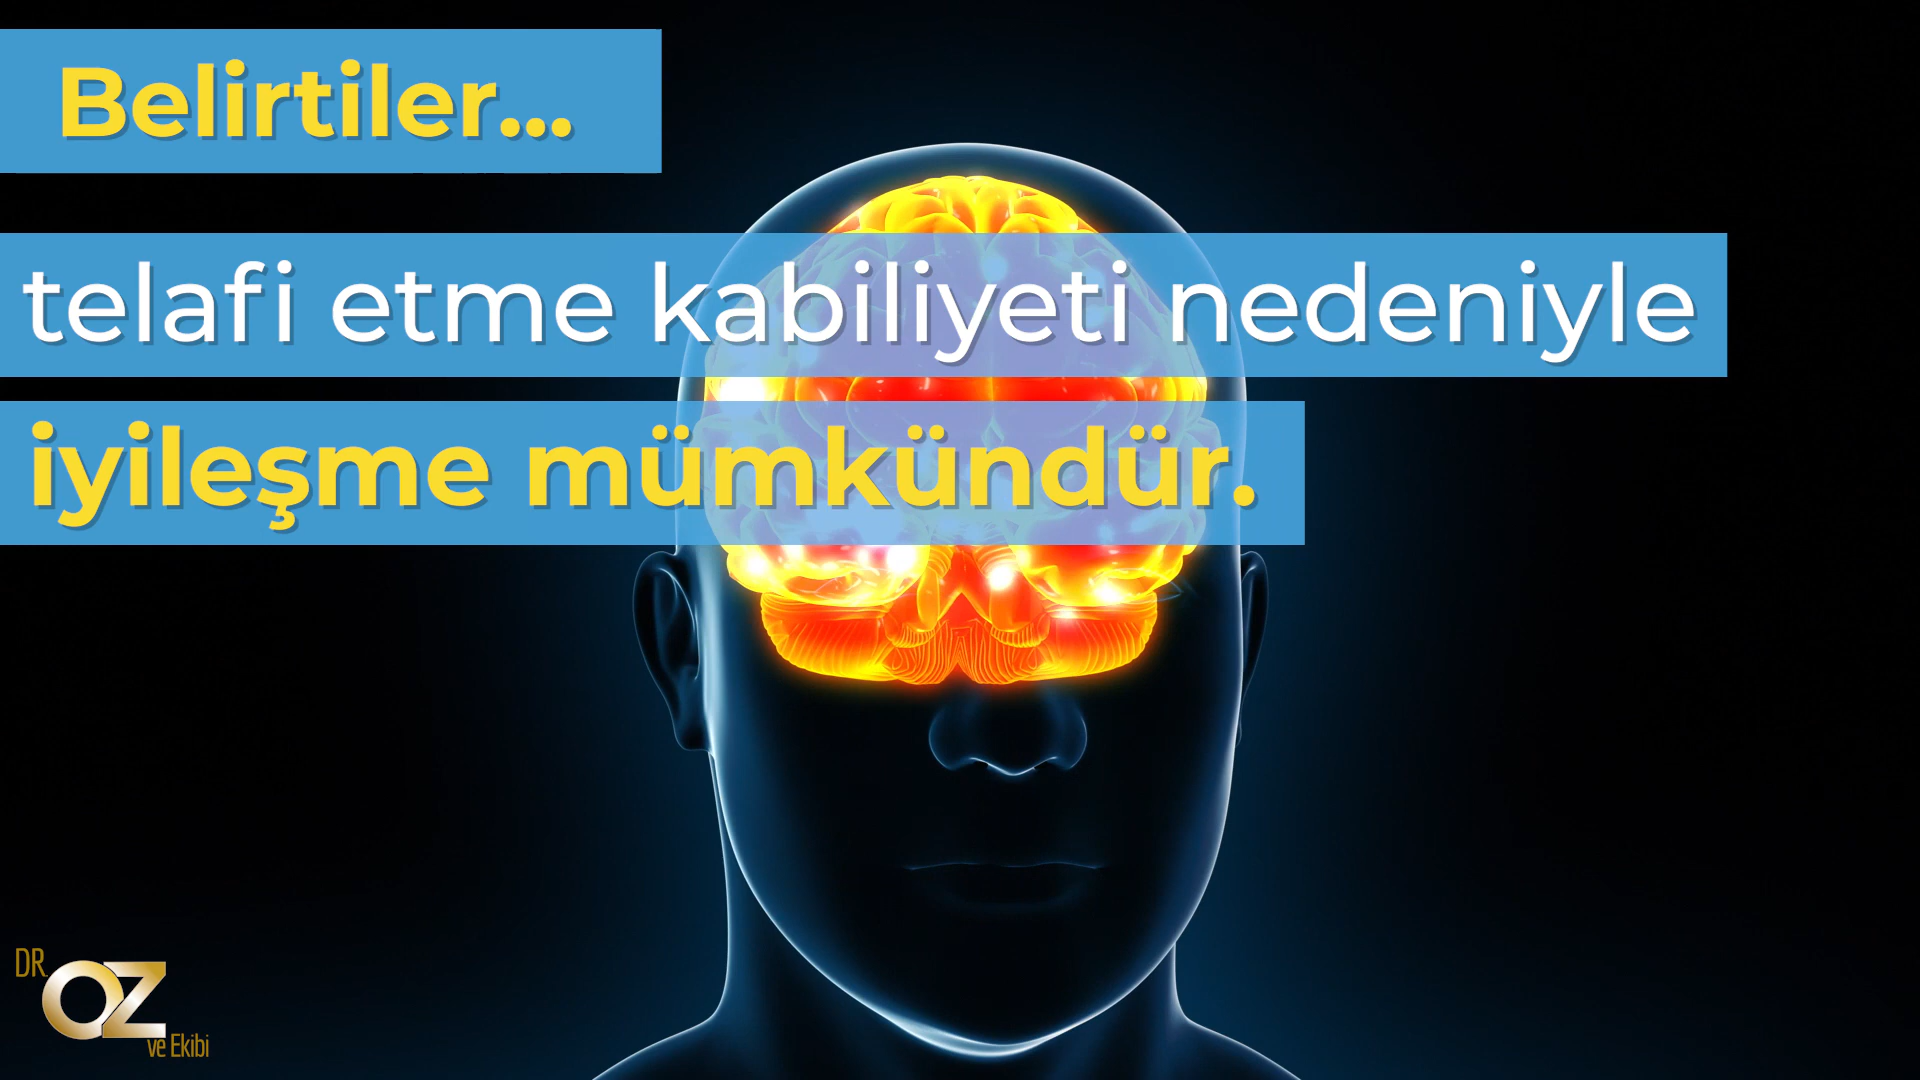 Belirtiler...
telafi etme kabiliyeti nedeniyle
iyileşme mümkündür.
DR.
OZ
ve Ekibi